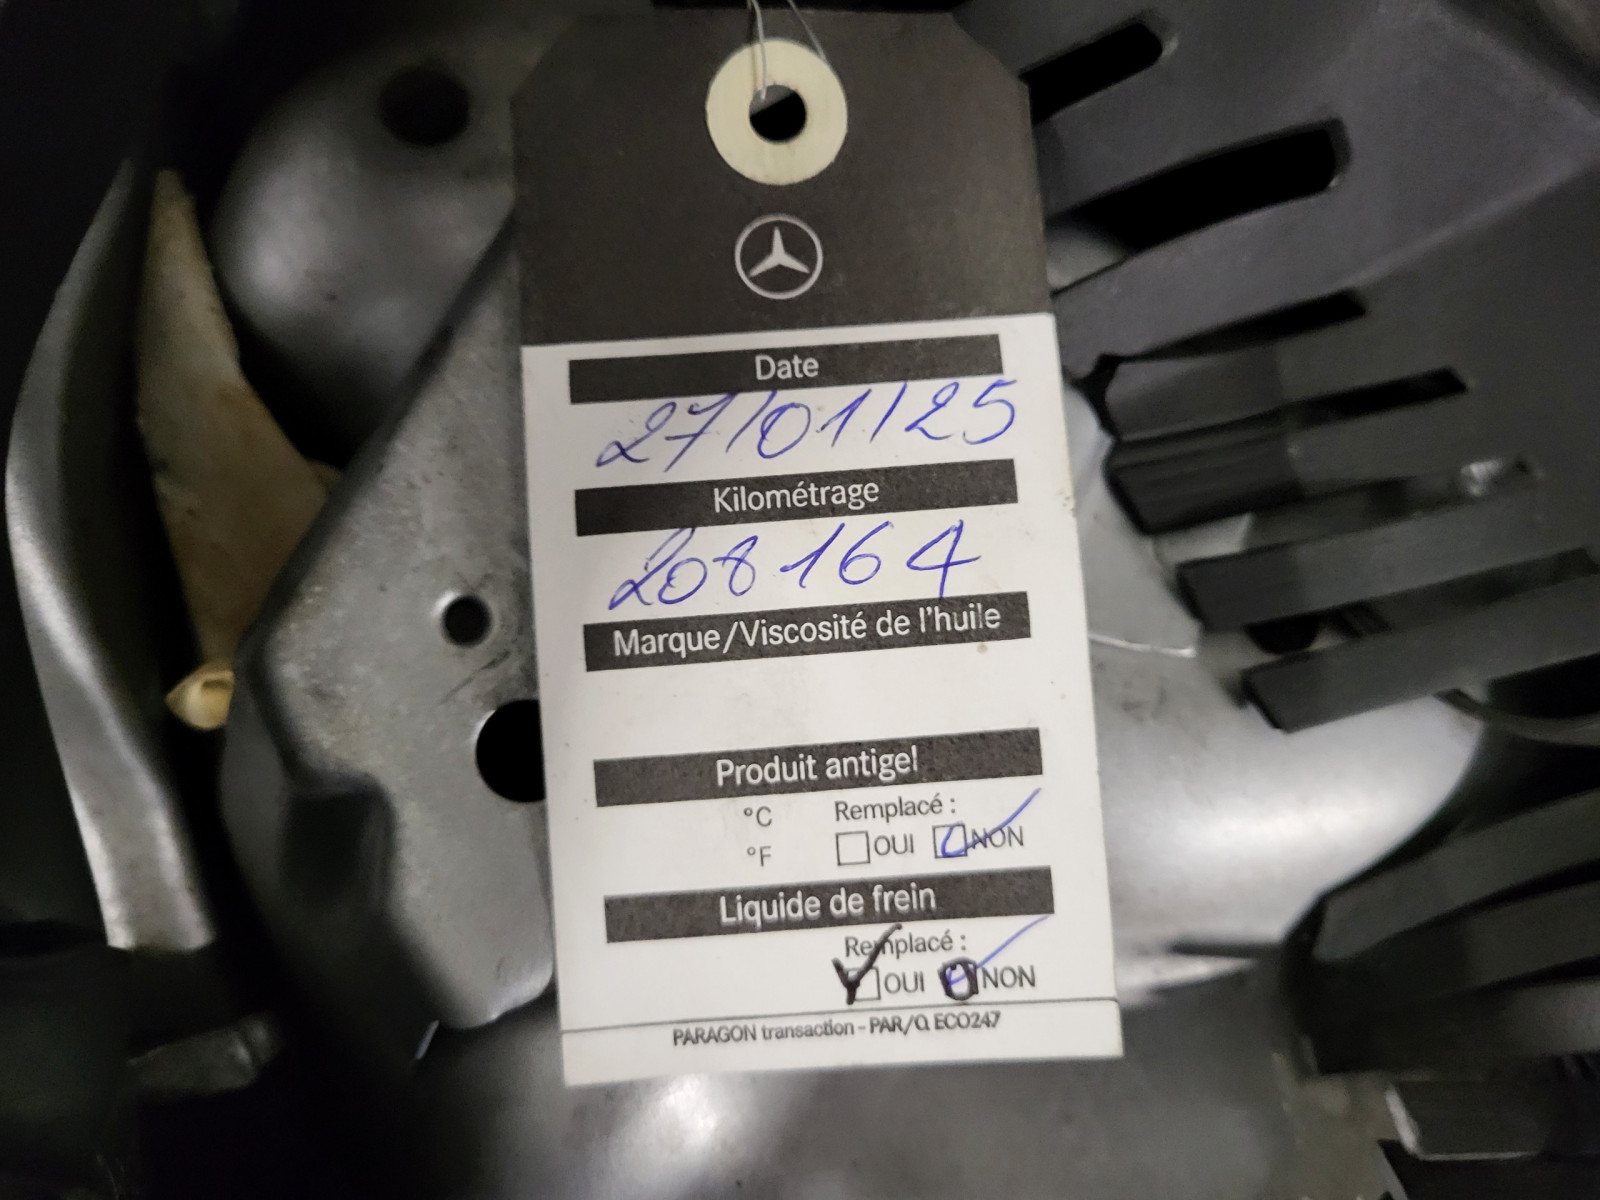 Date
27/01/25
Kilométrage
208164
Marque/Viscosité de l'huile
Produit antigel
°C Remplacé :
°F OUI NON
Liquide de frein
Remplacé :
OUI NON
PARAGON transaction - PAR/Q ECO247